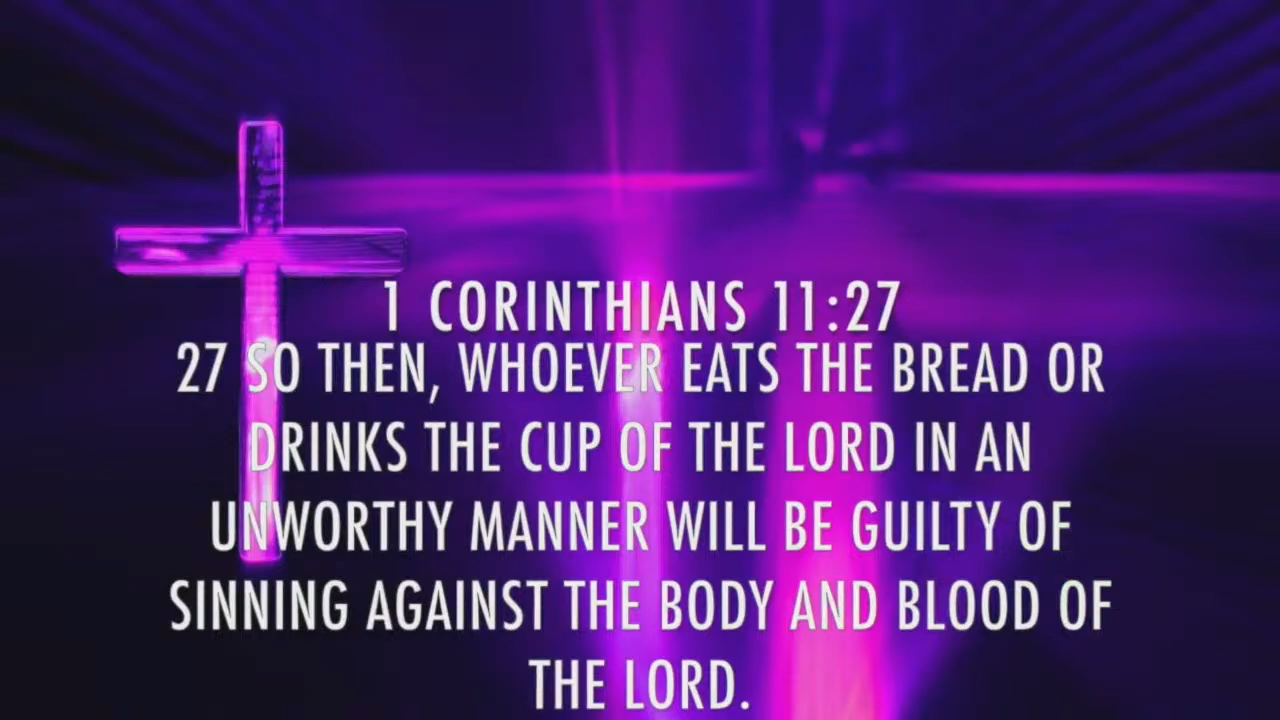 1 CORINTHIANS 11:27
27 SO THEN, WHOEVER EATS THE BREAD OR
DRINKS THE CUP OF THE LORD IN AN
UNWORTHY MANNER WILL BE GUILTY OF
SINNING AGAINST THE BODY AND BLOOD OF
THE LORD.